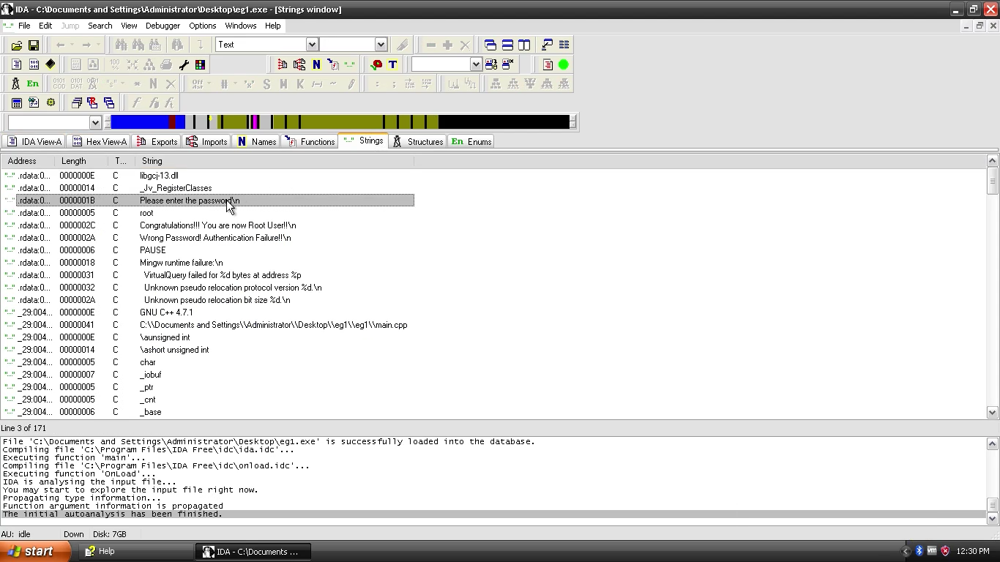 IDA - C:\Documents and Settings\Administrator\Desktop\eg1.exe - [Strings window]
File Edit Jump Search View Debugger Options Windows Help
Text
En
IDA View-A Hex View-A Exports Imports N Names Functions Strings Structures En Enums
Address Length T... String
.rdata:0... 0000000E C libgcj-13.dll
.rdata:0... 00000014 C _Jv_RegisterClasses
.rdata:0... 0000001B C Please enter the password\n
.rdata:0... 00000005 C root
.rdata:0... 0000002C C Congratulations!!! You are now Root User!!\n
.rdata:0... 0000002A C Wrong Password! Authentication Failure!!\n
.rdata:0... 00000006 C PAUSE
.rdata:0... 00000018 C Mingw runtime failure:\n
.rdata:0... 00000031 C VirtualQuery failed for %d bytes at address %p
.rdata:0... 00000032 C Unknown pseudo relocation protocol version %d.\n
.rdata:0... 0000002A C Unknown pseudo relocation bit size %d.\n
_29:004... 0000000E C GNU C++ 4.7.1
_29:004... 00000041 C C:\\Documents and Settings\\Administrator\\Desktop\\eg1\\eg1\\main.cpp
_29:004... 0000000E C \aunsigned int
_29:004... 00000014 C \ashort unsigned int
_29:004... 00000005 C char
_29:004... 00000007 C _iobuf
_29:004... 00000005 C _ptr
_29:004... 00000005 C _cnt
_29:004... 00000006 C _base
Line 3 of 171
File 'C:\Documents and Settings\Administrator\Desktop\eg1.exe' is successfully loaded into the database.
Compiling file 'C:\Program Files\IDA Free\idc\ida.idc'...
Executing function 'main'...
Compiling file 'C:\Program Files\IDA Free\idc\onload.idc'...
Executing function 'OnLoad'...
IDA is analysing the input file...
You may start to explore the input file right now.
Propagating type information...
Function argument information is propagated
The initial autoanalysis has been finished.
AU: idle Down Disk: 7GB
start Help IDA - C:\Documents ... 12:30 PM